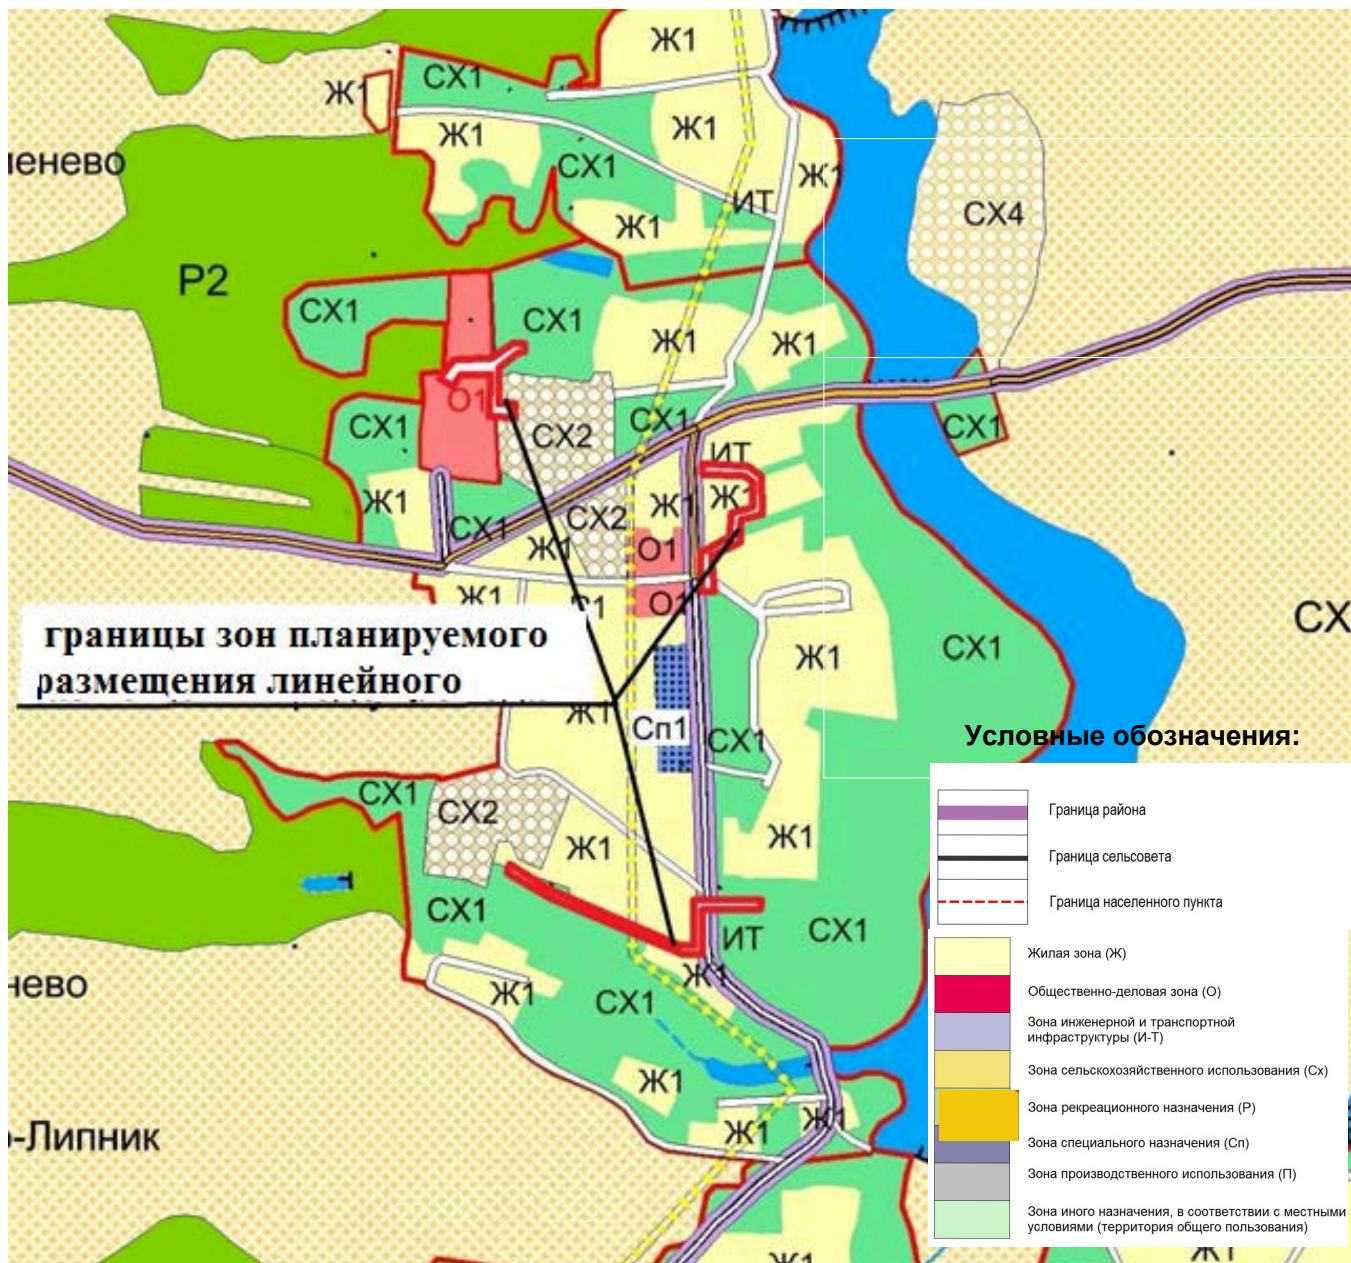 Ж1
СХ1
Ж1
Ж1
Ж1
СХ1
Ж1
ИТ
Ж1
СХ4
Р2
СХ1
СХ1
Ж1
Ж1
О1
СХ1
СХ2
СХ1
СХ1
ИТ
Ж1
Ж1
Ж1
СХ1
СХ2
Ж1
О1
Ж1
О1
СХ1
Ж1
границы зон планируемого
размещения линейного
Ж1
Сп1
СХ1
Условные обозначения:
СХ1
СХ2
Ж1
Ж1
Граница района
Граница сельсовета
Граница населенного пункта
СХ1
ИТ
СХ1
Жилая зона (Ж)
Общественно-деловая зона (О)
Зона инженерной и транспортной
инфраструктуры (И-Т)
Зона сельскохозяйственного использования (Сх)
Зона рекреационного назначения (Р)
Зона специального назначения (Сп)
Зона производственного использования (П)
Зона иного назначения, в соответствии с местными
условиями (территория общего пользования)
Ж1
Ж1
СХ1
Ж1
Ж1
Ж1
-Липник
Ж1
Ж1